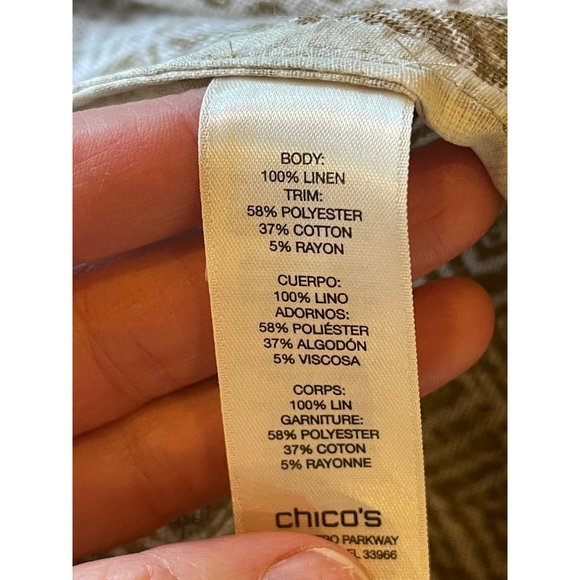 BODY:
100% LINEN
TRIM:
58% POLYESTER
37% COTTON
5% RAYON
CUERPO:
100% LINO
ADORNOS:
58% POLIÉSTER
37% ALGODÓN
5% VISCOSA
CORPS:
100% LIN
GARNITURE:
58% POLYESTER
37% COTON
5% RAYONNE
chico's
PARKWAY
33966